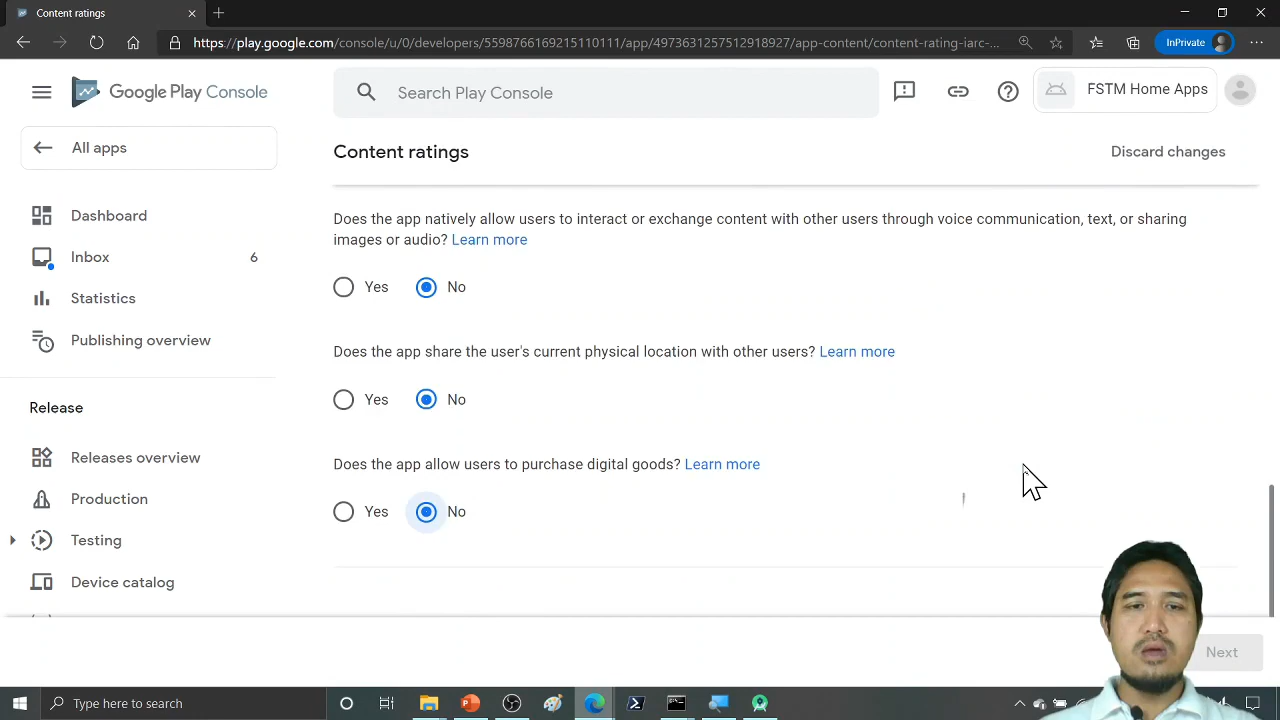 Content ratings
https://play.google.com/console/u/0/developers/5595766169215110111/app/4973631257512918927/app-content/content-rating-iarc-...
InPrivate
Google Play Console
Search Play Console
FSTM Home Apps
All apps
Content ratings
Discard changes
Dashboard
Inbox 6
Statistics
Publishing overview
Release
Releases overview
Production
Testing
Device catalog
Does the app natively allow users to interact or exchange content with other users through voice communication, text, or sharing
images or audio? Learn more
Yes No
Does the app share the user's current physical location with other users? Learn more
Yes No
Does the app allow users to purchase digital goods? Learn more
Yes No
Next
Type here to search